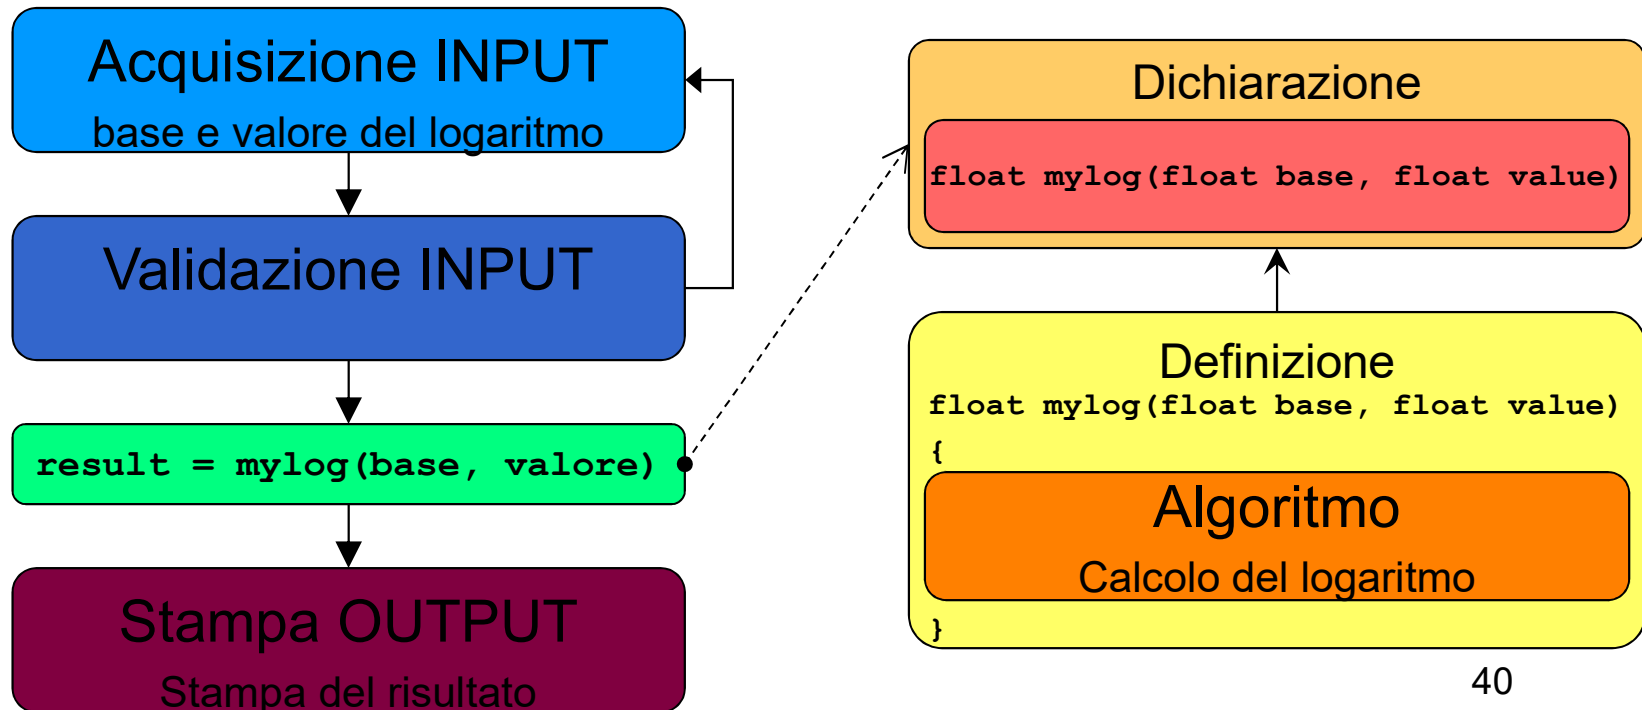 Acquisizione INPUT
base e valore del logaritmo
Validazione INPUT
result = mylog(base, valore)
Stampa OUTPUT
Stampa del risultato
Dichiarazione
float mylog(float base, float value)
Definizione
float mylog(float base, float value)
{
Algoritmo
Calcolo del logaritmo
}
40